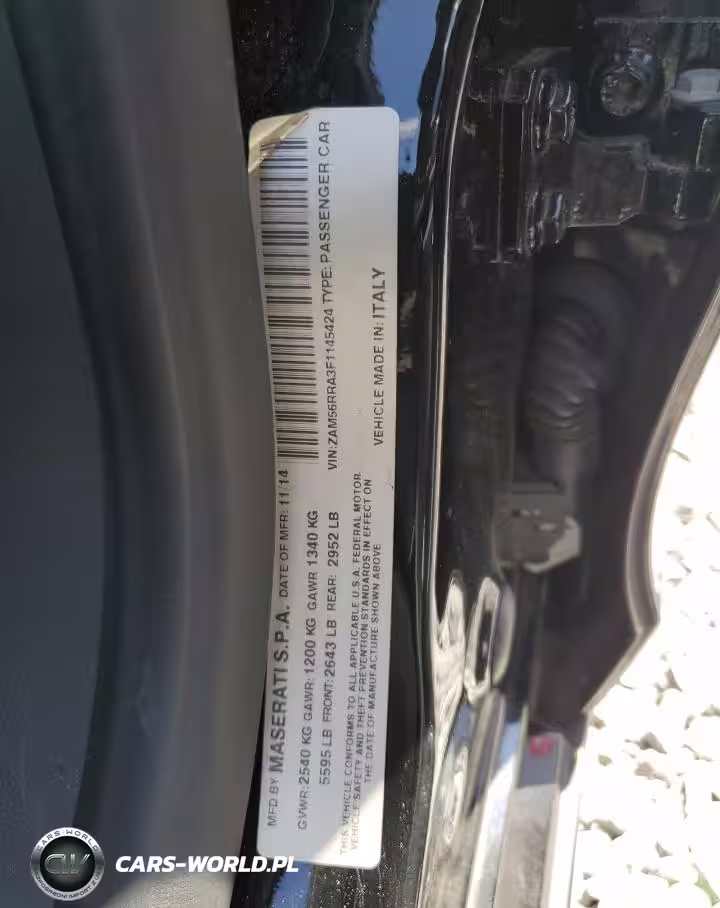 MFD BY MASERATI S.P.A. DATE OF MFR: 11/14
GVWR: 2540 KG GAWR: 1200 KG GAWR 1340 KG
5595 LB FRONT: 2643 LB REAR: 2952 LB
THIS VEHICLE CONFORMS TO ALL APPLICABLE U.S.A. FEDERAL MOTOR
VEHICLE SAFETY AND THEFT PREVENTION STANDARDS IN EFFECT ON
THE DATE OF MANUFACTURE SHOWN ABOVE
VIN:ZAM56RRA3F1145424 TYPE: PASSENGER CAR
VEHICLE MADE IN: ITALY
CARS-WORLD
CW
CARS-WORLD.PL